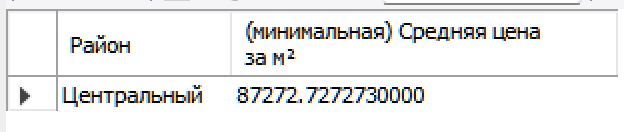 Район
(минимальная) Средняя цена
за м²
Центральный 87272.7272730000